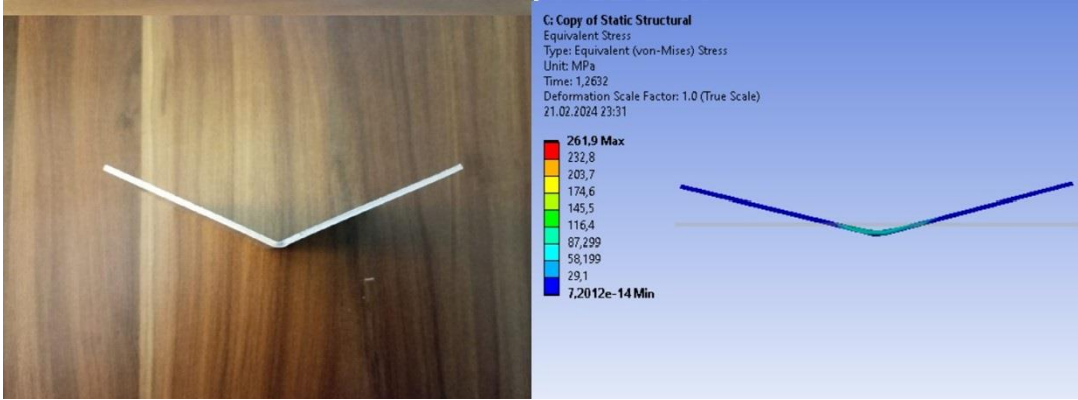 C: Copy of Static Structural
Equivalent Stress
Type: Equivalent (von-Mises) Stress
Unit: MPa
Time: 1,2632
Deformation Scale Factor: 1.0 (True Scale)
21.02.2024 23:31
261,9 Max
232,8
203,7
174,6
145,5
116,4
87,299
58,199
29,1
7,2012e-14 Min